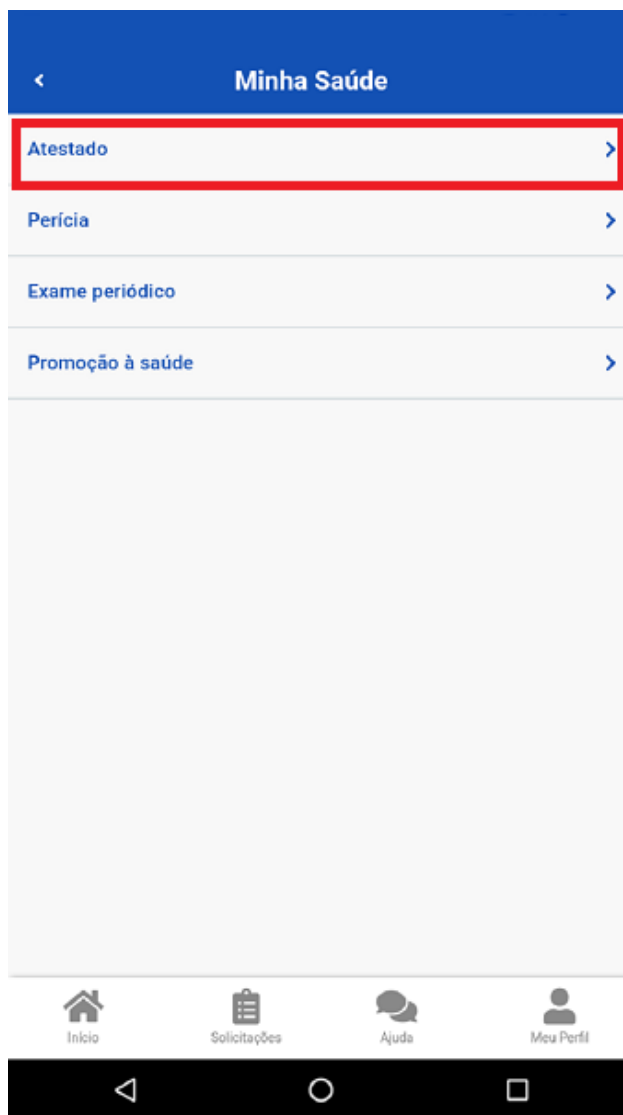 Minha Saúde
Atestado
Perícia
Exame periódico
Promoção à saúde
Início
Solicitações
Ajuda
Meu Perfil